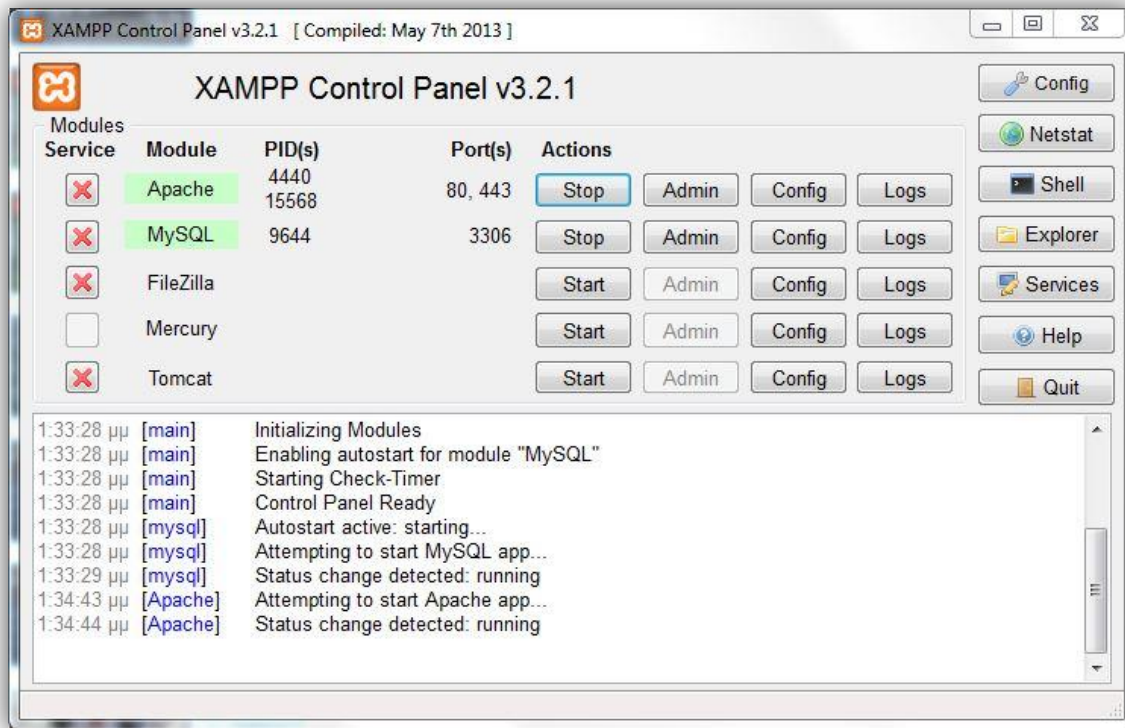 XAMPP Control Panel v3.2.1 [ Compiled: May 7th 2013 ]
XAMPP Control Panel v3.2.1
Config
Modules
Netstat
Service Module PID(s) Port(s) Actions
Apache 4440 15568 80, 443 Stop Admin Config Logs
Shell
MySQL 9644 3306 Stop Admin Config Logs
Explorer
FileZilla Start Admin Config Logs
Services
Mercury Start Admin Config Logs
Help
Tomcat Start Admin Config Logs
Quit
1:33:28 μμ [main] Initializing Modules
1:33:28 μμ [main] Enabling autostart for module "MySQL"
1:33:28 μμ [main] Starting Check-Timer
1:33:28 μμ [main] Control Panel Ready
1:33:28 μμ [mysql] Autostart active: starting...
1:33:28 μμ [mysql] Attempting to start MySQL app...
1:33:29 μμ [mysql] Status change detected: running
1:34:43 μμ [Apache] Attempting to start Apache app...
1:34:44 μμ [Apache] Status change detected: running